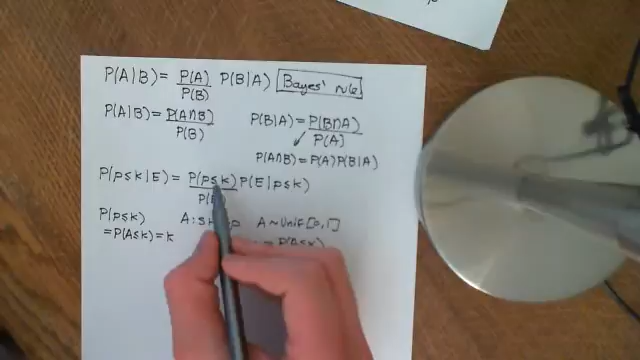 P(A|B) = P(A)/P(B) P(B|A) Bayes' rule
P(A|B) = P(A∩B)/P(B)
P(B|A) = P(B∩A)/P(A)
P(A∩B) = P(A)P(B|A)
P(p≤k|E) = P(p≤k)/P( P(E|p≤k)
P(p≤k)
= P(A≤k) = k
A: A ~ Unif [0,1]
= P(A≤k)